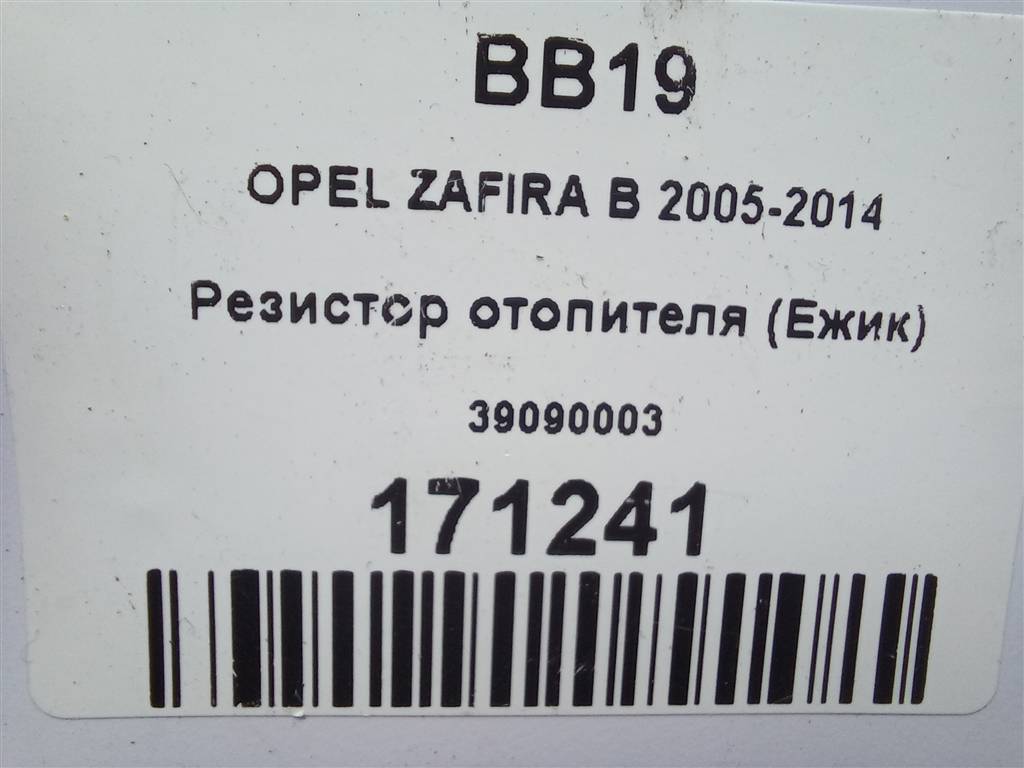 BB19
OPEL ZAFIRA B 2005-2014
Резистор отопителя (Ежик)
39090003
171241